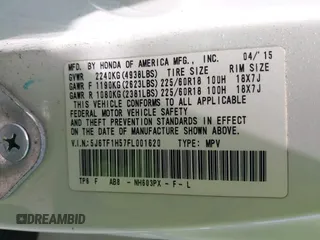 MFD. BY HONDA OF AMERICA MFG., INC. 04/'15
GVWR 2240KG(4938LBS) TIRE SIZE RIM SIZE
GAWR F 1190KG(2623LBS) 225/60R18 100H 18X7J
GAWR R 1080KG(2381LBS) 225/60R18 100H 18X7J
THIS VEHICLE CONFORMS TO ALL APPLICABLE FEDERAL MOTOR VEHICLE SAFETY AND THEFT PREVENTION STANDARDS IN EFFECT ON THE DATE OF MANUFACTURE SHOWN ABOVE.
V.I.N.: 5J6TF1H57FL001620 TYPE: MPV
TP6 F AB8 - NH603PX - F - L
DREAMBID